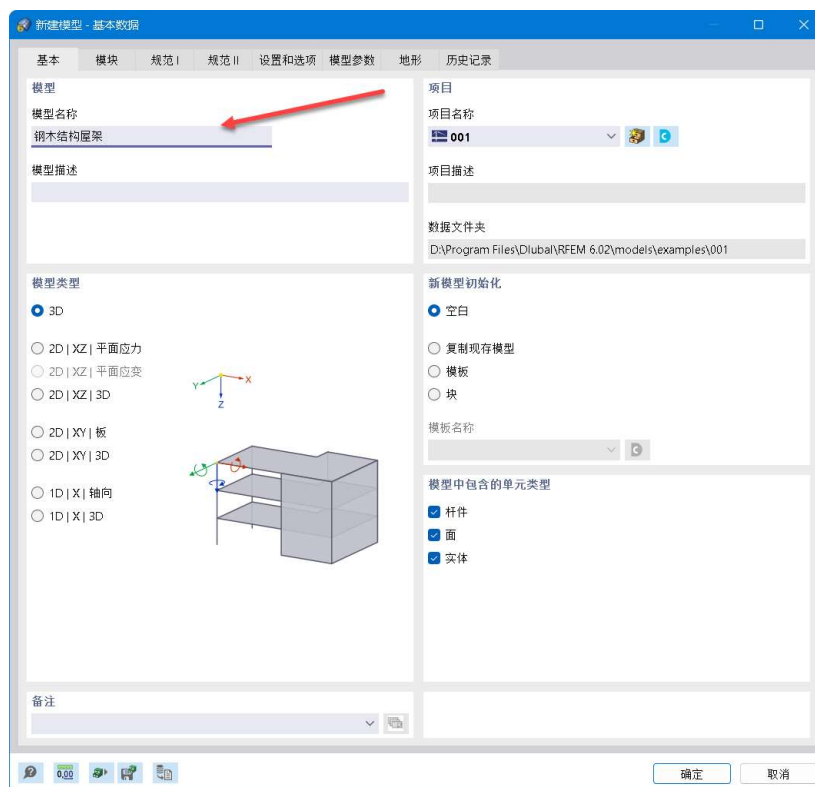 新建模型 - 基本数据
基本 模块 规范 I 规范 II 设置和选项 模型参数 地形 历史记录
模型
模型名称
钢木结构屋架
模型描述
项目
项目名称
001
项目描述
数据文件夹
D:\Program Files\Dlubal\RFEM 6.02\models\examples\001
模型类型
3D
2D | XZ | 平面应力
2D | XZ | 平面应变
2D | XZ | 3D
2D | XY | 板
2D | XY | 3D
1D | X | 轴向
1D | X | 3D
Y
X
Z
新模型初始化
空白
复制现存模型
模板
块
模板名称
模型中包含的单元类型
杆件
面
实体
备注
0,00
确定
取消